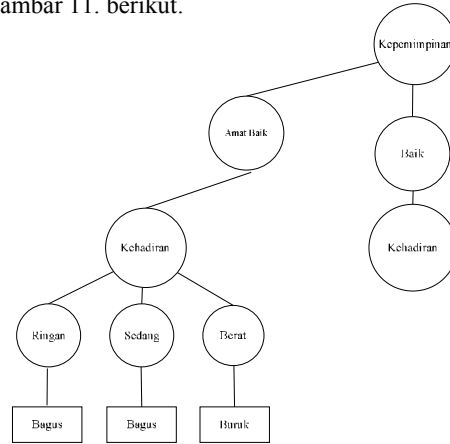 ambar 11. berikut.
Kepemimpinan
Amat Baik
Baik
Kehadiran
Kehadiran
Ringan
Sedang
Berat
Bagus
Bagus
Buruk